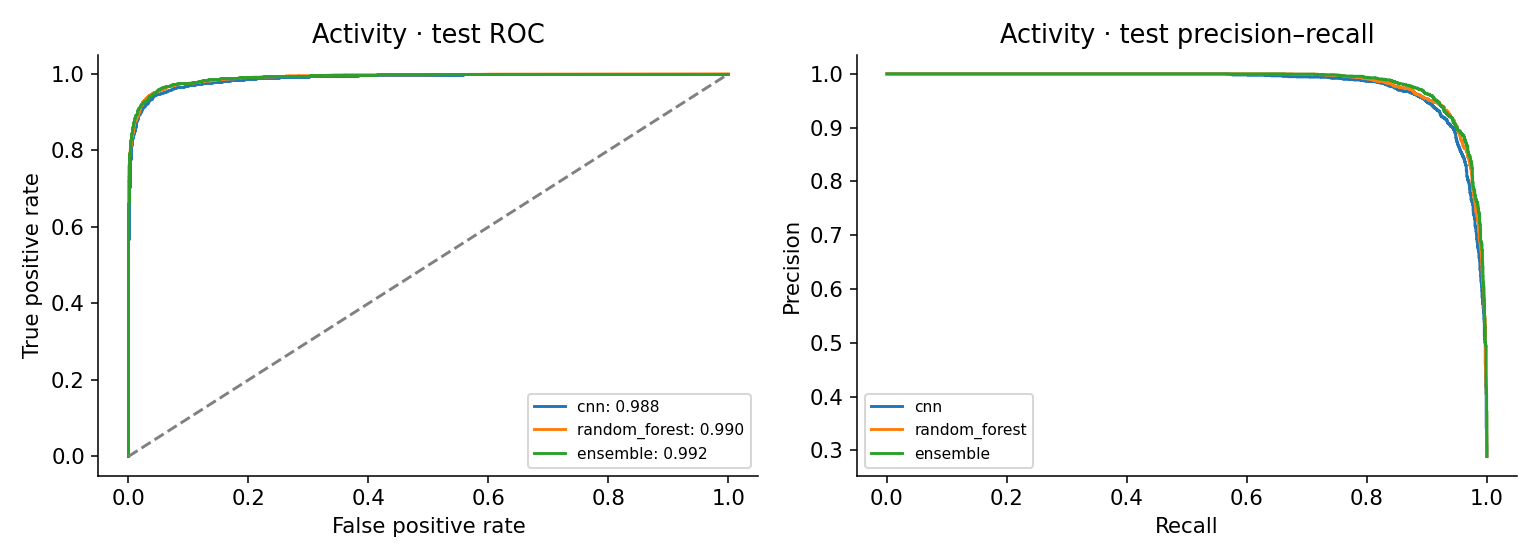 Activity · test ROC
True positive rate
1.0
0.8
0.6
0.4
0.2
0.0
cnn: 0.988
random_forest: 0.990
ensemble: 0.992
0.0 0.2 0.4 0.6 0.8 1.0
False positive rate
Activity · test precision–recall
Precision
1.0
0.9
0.8
0.7
0.6
0.5
0.4
0.3
cnn
random_forest
ensemble
0.0 0.2 0.4 0.6 0.8 1.0
Recall